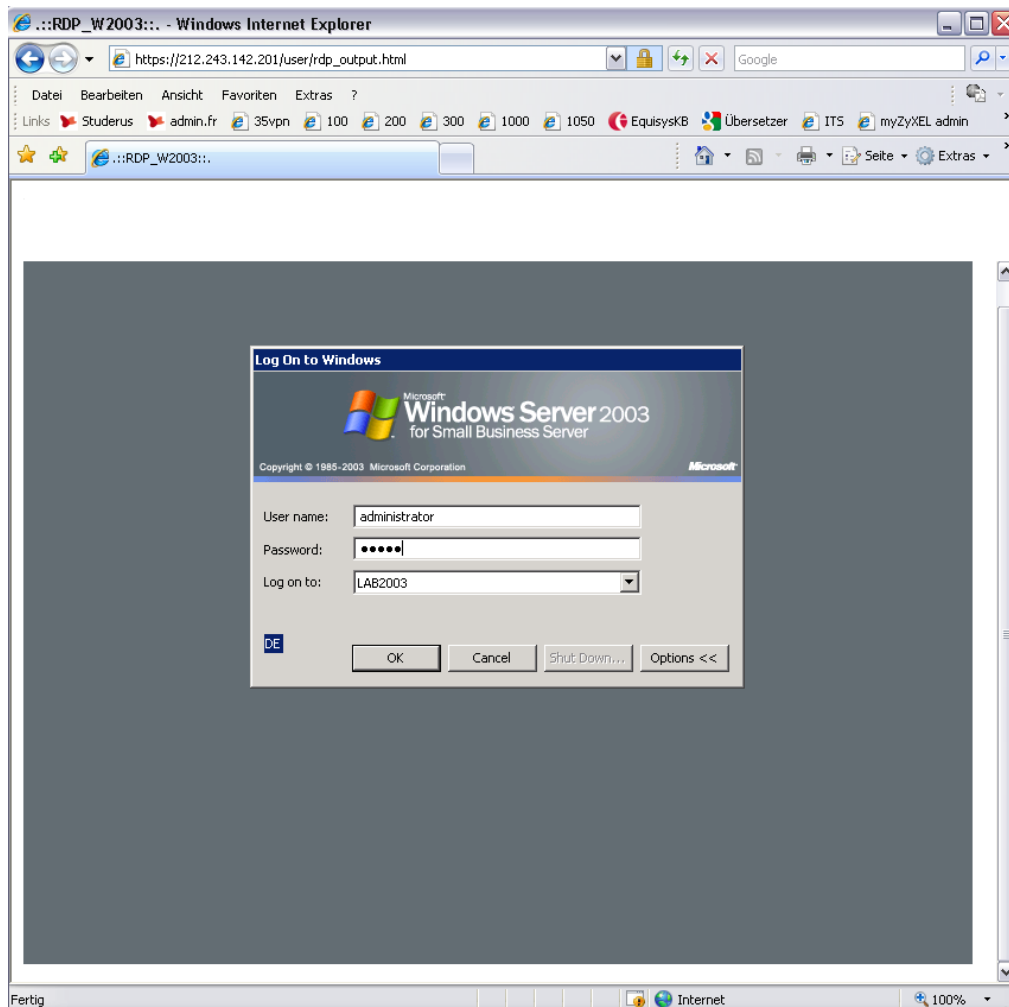 .::RDP_W2003::. - Windows Internet Explorer
https://212.243.142.201/user/rdp_output.html
Google
Datei Bearbeiten Ansicht Favoriten Extras ?
Links Studerus admin.fr 35vpn 100 200 300 1000 1050 EquisysKB Übersetzer ITS myZyXEL admin
.::RDP_W2003::. Seite Extras
Log On to Windows
Microsoft
Windows Server 2003
for Small Business Server
Copyright © 1985-2003 Microsoft Corporation Microsoft
User name: administrator
Password: •••••
Log on to: LAB2003
DE
OK Cancel Shut Down... Options <<
Fertig Internet 100%